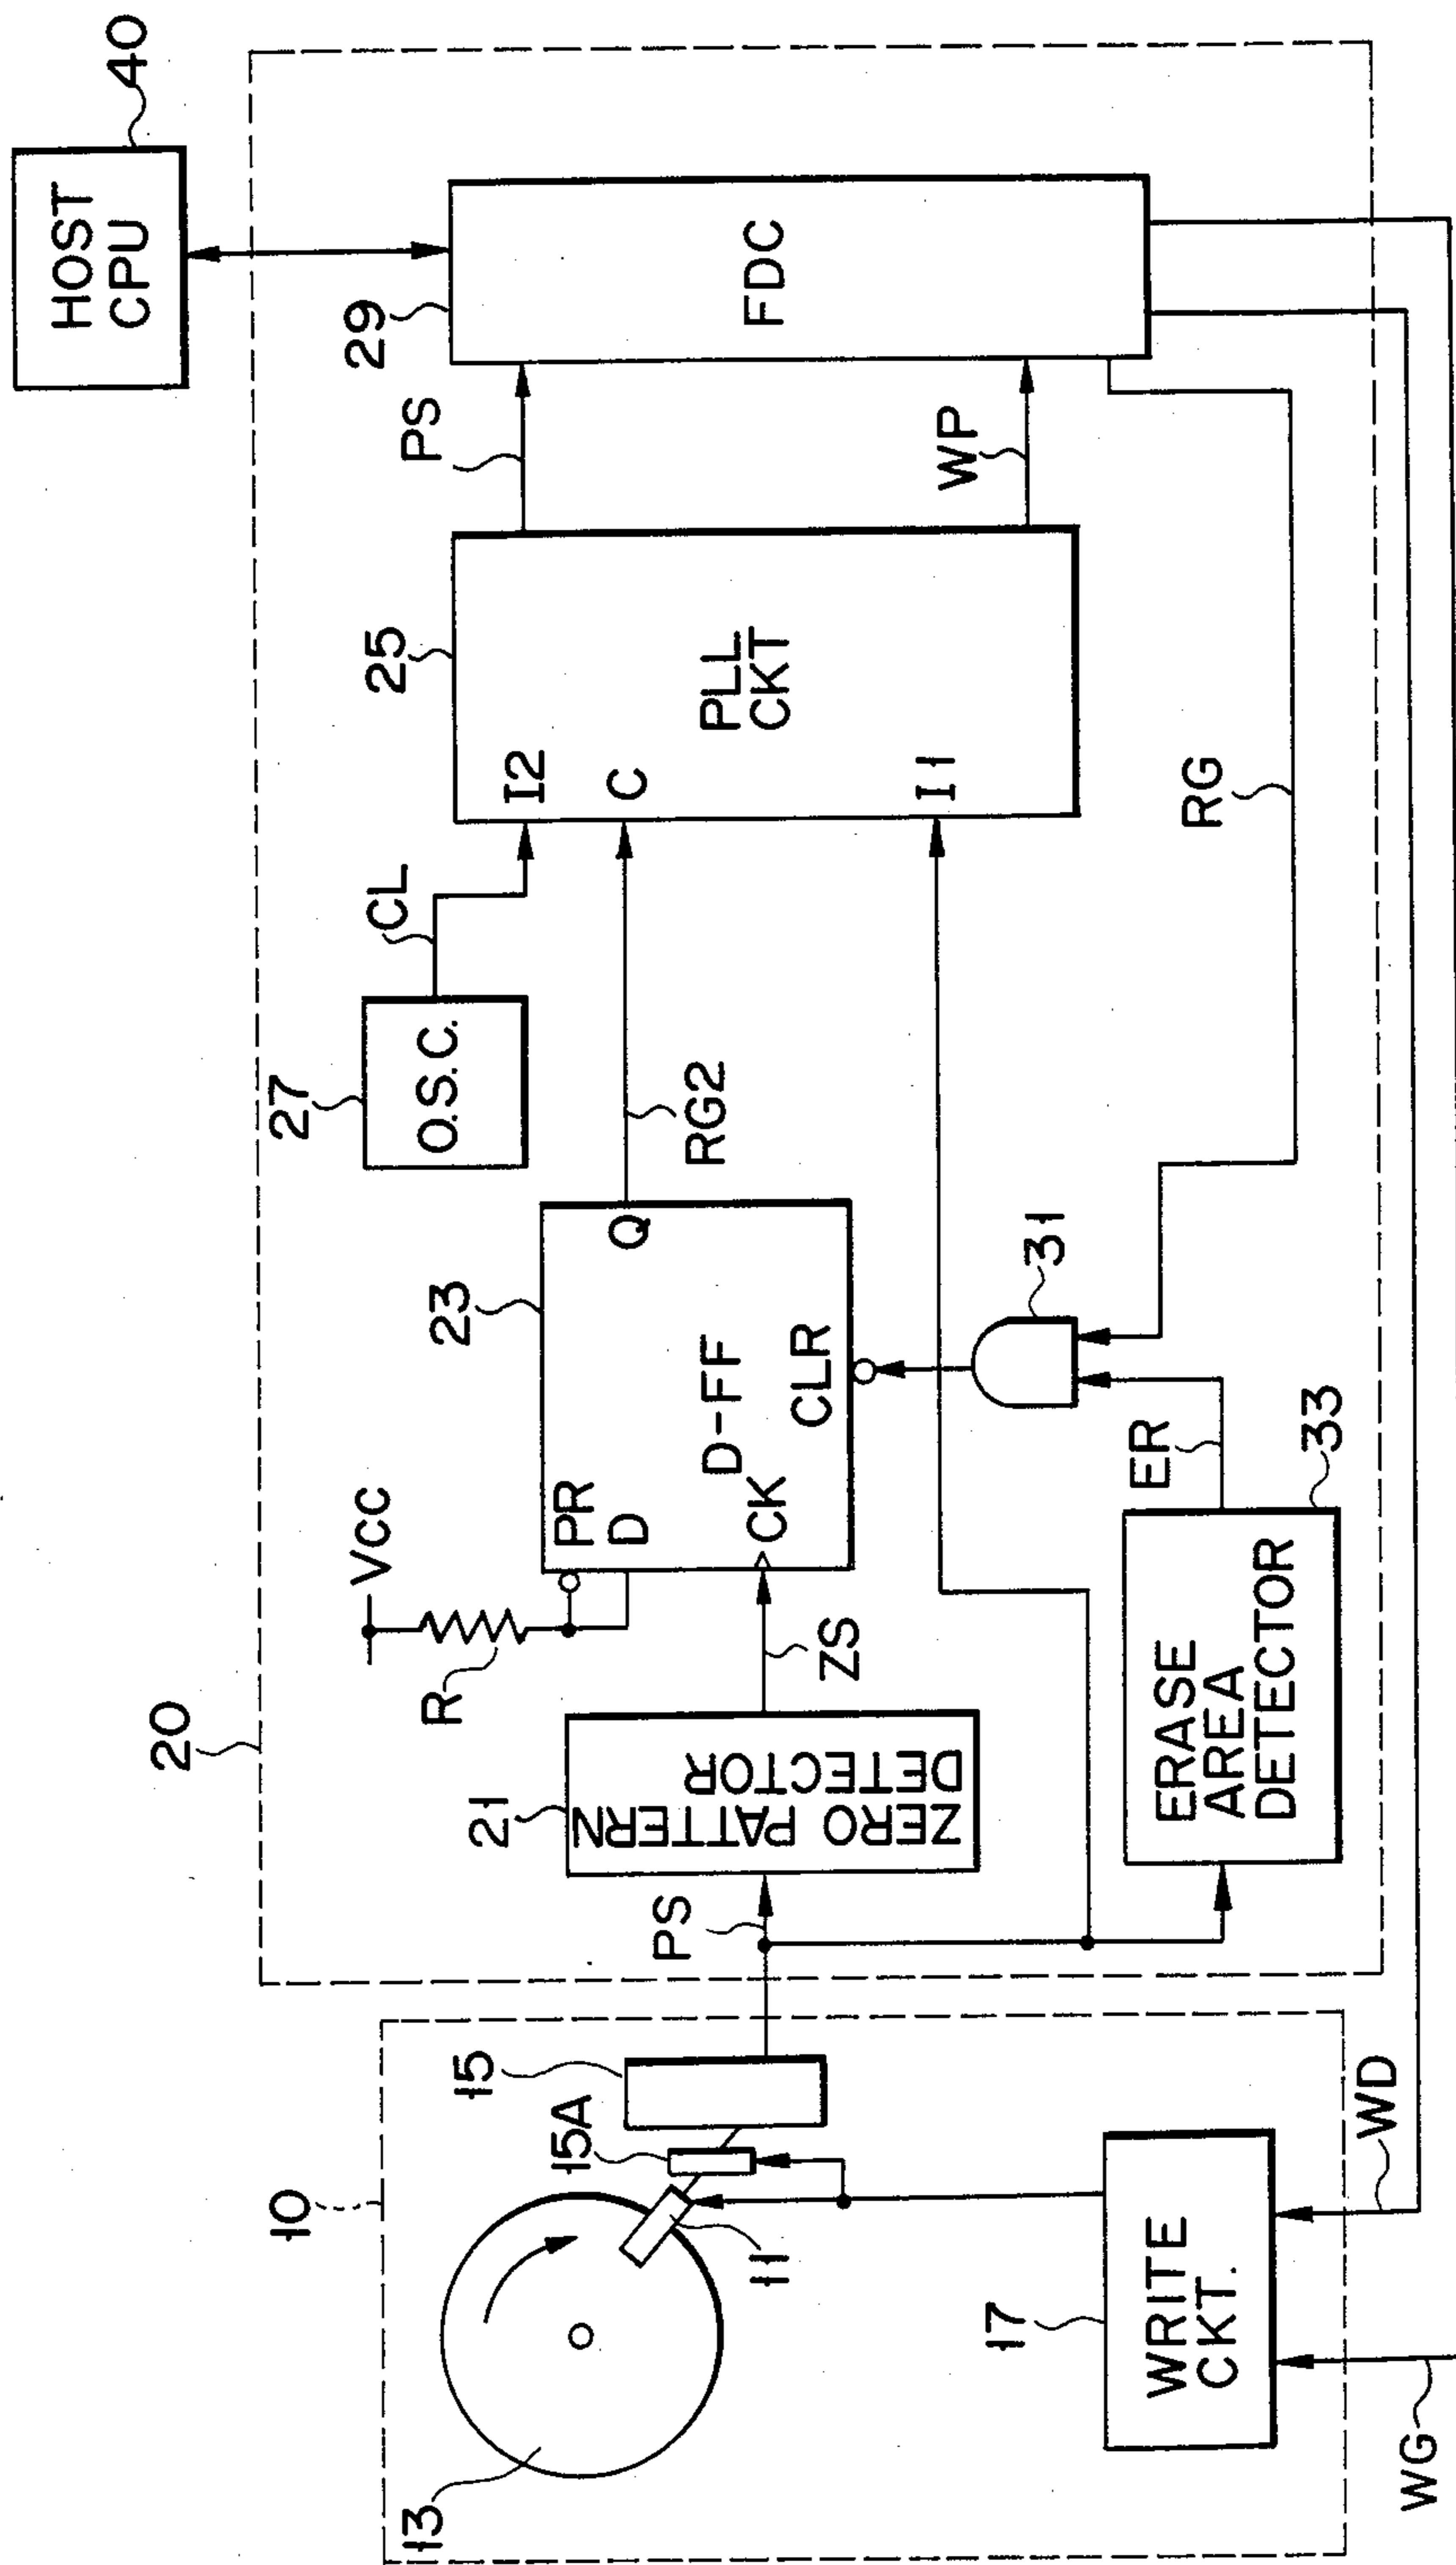 HOST
CPU
40
20
VCC
R
27
O.S.C.
CL
25
I2
C
I1
PLL
CKT
PS
WP
29
FDC
23
PR
D
D-FF
CK
CLR
Q
RG2
21
ZERO PATTERN
DETECTOR
ZS
PS
31
RG
ER
33
ERASE
AREA
DETECTOR
10
13
11
15A
15
17
WRITE
CKT.
WD
WG